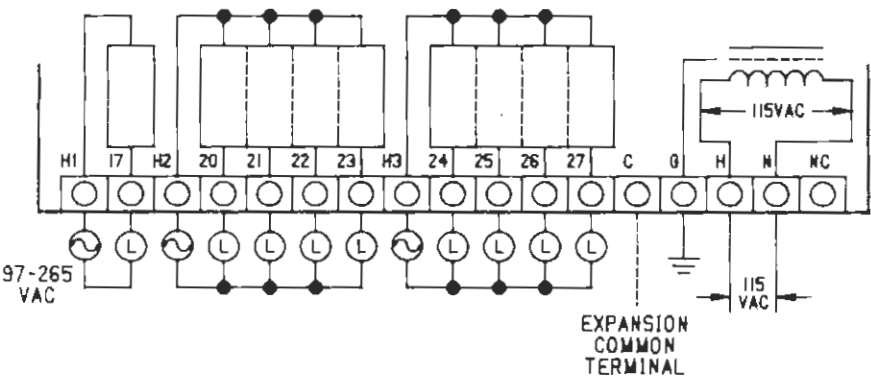 115VAC
H1 17 H2 20 21 22 23 H3 24 25 26 27 C G H N NC
L L L L L L L L L
97-265
VAC
115
VAC
EXPANSION
COMMON
TERMINAL